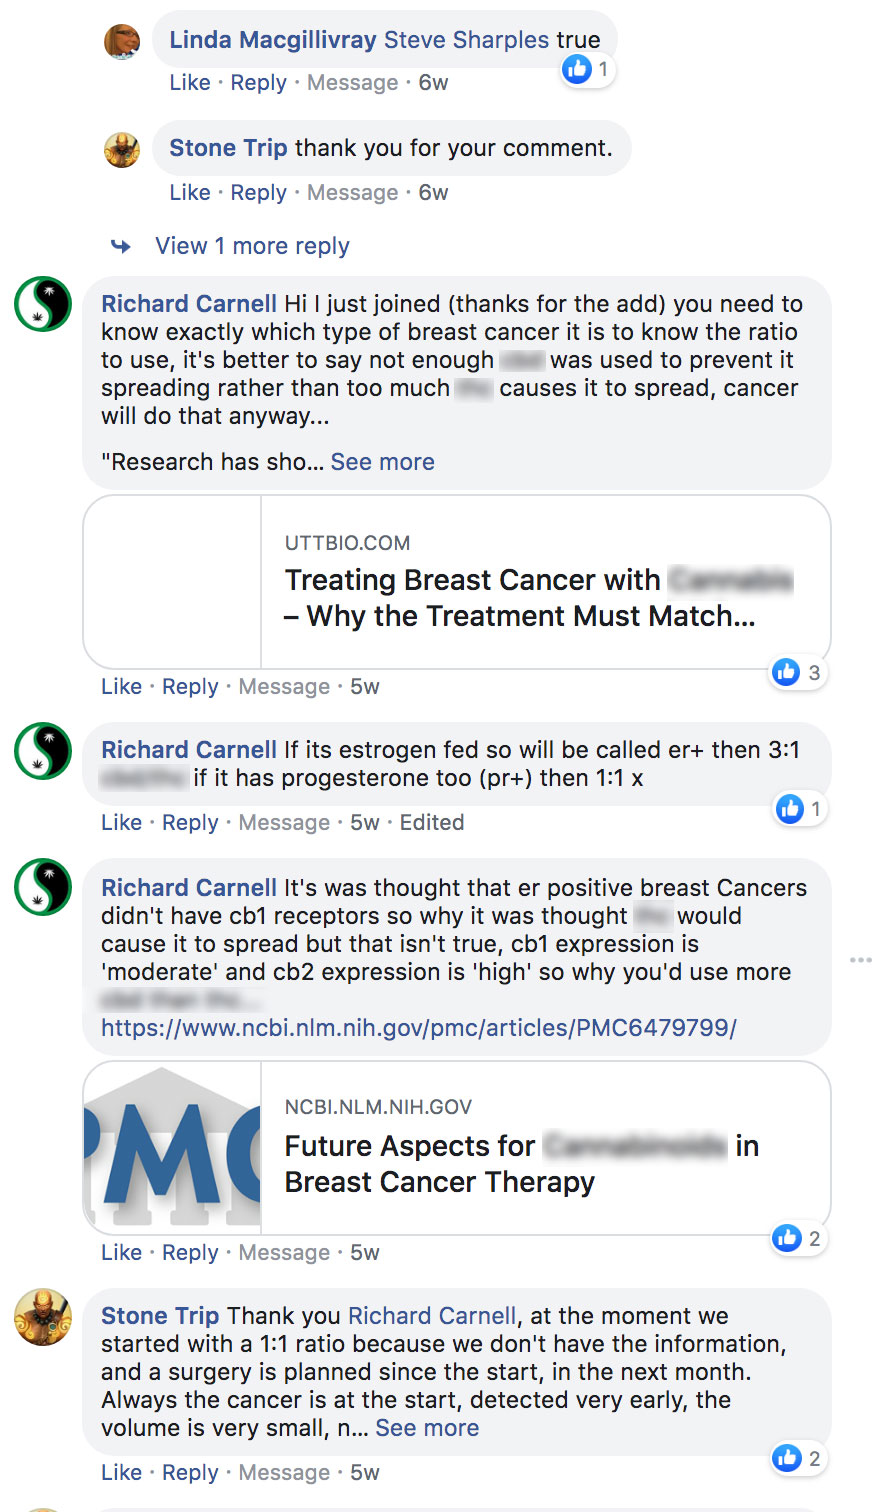 Linda Macgillivray Steve Sharples true
1
Like · Reply · Message · 6w
Stone Trip thank you for your comment.
Like · Reply · Message · 6w
View 1 more reply
Richard Carnell Hi I just joined (thanks for the add) you need to
know exactly which type of breast cancer it is to know the ratio
to use, it's better to say not enough was used to prevent it
spreading rather than too much causes it to spread, cancer
will do that anyway...
"Research has sho... See more
UTTBIO.COM
Treating Breast Cancer with
– Why the Treatment Must Match...
3
Like · Reply · Message · 5w
Richard Carnell If its estrogen fed so will be called er+ then 3:1
if it has progesterone too (pr+) then 1:1 x
1
Like · Reply · Message · 5w · Edited
Richard Carnell It's was thought that er positive breast Cancers
didn't have cb1 receptors so why it was thought would
cause it to spread but that isn't true, cb1 expression is
'moderate' and cb2 expression is 'high' so why you'd use more
https://www.ncbi.nlm.nih.gov/pmc/articles/PMC6479799/
PMC
NCBI.NLM.NIH.GOV
Future Aspects for in
Breast Cancer Therapy
2
Like · Reply · Message · 5w
Stone Trip Thank you Richard Carnell, at the moment we
started with a 1:1 ratio because we don't have the information,
and a surgery is planned since the start, in the next month.
Always the cancer is at the start, detected very early, the
volume is very small, n... See more
2
Like · Reply · Message · 5w